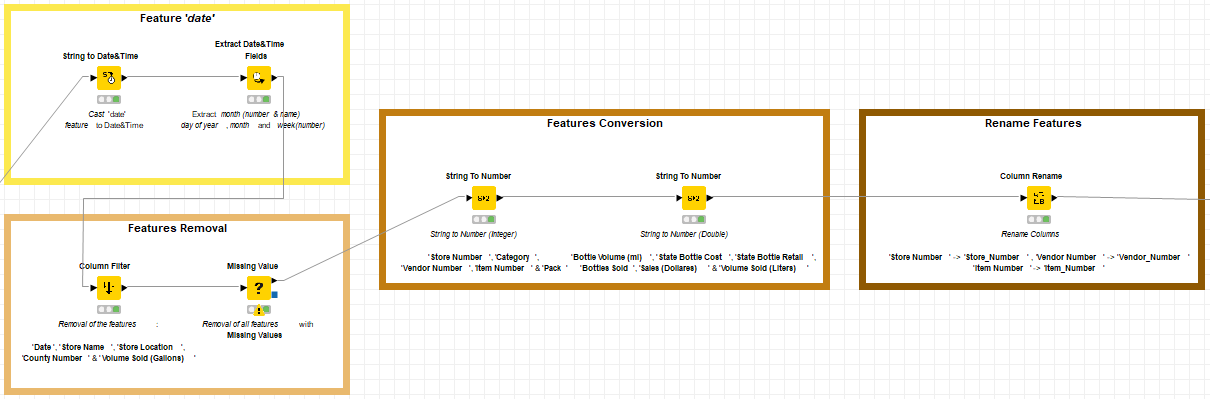 Feature 'date'
String to Date&Time
Extract Date&Time
Fields
Cast 'date'
feature to Date&Time
Extract month (number & name)
day of year , month and week(number)
Features Removal
Column Filter
Missing Value
Removal of the features :
'Date', 'Store Name ', 'Store Location ',
'County Number ' & 'Volume Sold (Gallons) '
Removal of all features with
Missing Values
Features Conversion
String To Number
String to Number (Integer)
'Store Number ', 'Category ',
'Vendor Number ', 'Item Number ' & 'Pack '
String To Number
String to Number (Double)
'Bottle Volume (ml) ', 'State Bottle Cost ', 'State Bottle Retail ',
'Bottles Sold ', 'Sales (Dollares) ' & 'Volume Sold (Liters) '
Rename Features
Column Rename
Rename Columns
'Store Number ' -> 'Store_Number ', 'Vendor Number ' -> 'Vendor_Number '
'Item Number ' -> 'Item_Number '